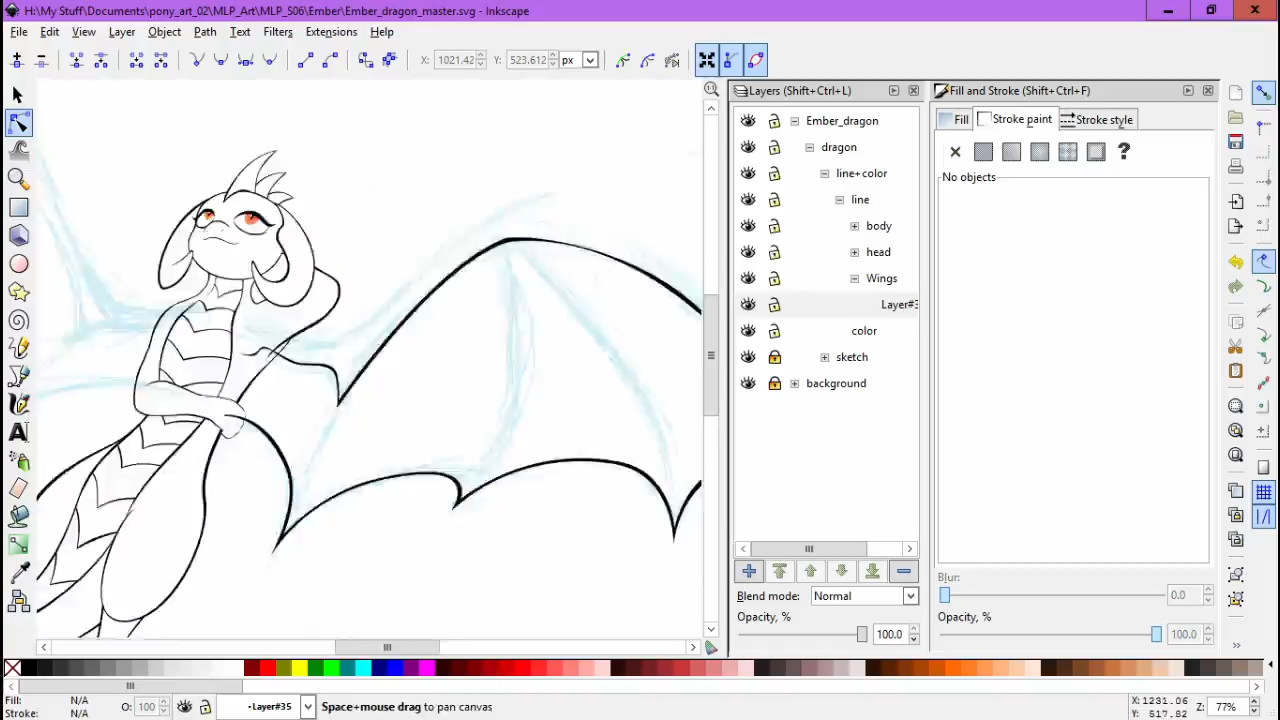 H:\My Stuff\Documents\pony_art_02\MLP_Art\MLP_S06\Ember\Ember_dragon_master.svg - Inkscape
File Edit View Layer Object Path Text Filters Extensions Help
X: 1021.42 Y: 523.612 px
Layers (Shift+Ctrl+L)
Fill and Stroke (Shift+Ctrl+F)
Ember_dragon
Fill Stroke paint Stroke style
dragon
?
line+color
No objects
line
body
head
Wings
Layer#3
color
sketch
background
Blend mode: Normal
Opacity, % 100.0
Blur:
0.0
Opacity, %
100.0
Fill: N/A
Stroke: N/A
O: 100
-Layer#35
Space+mouse drag to pan canvas
X: 1231.06
Y: 517.82
Z: 77%